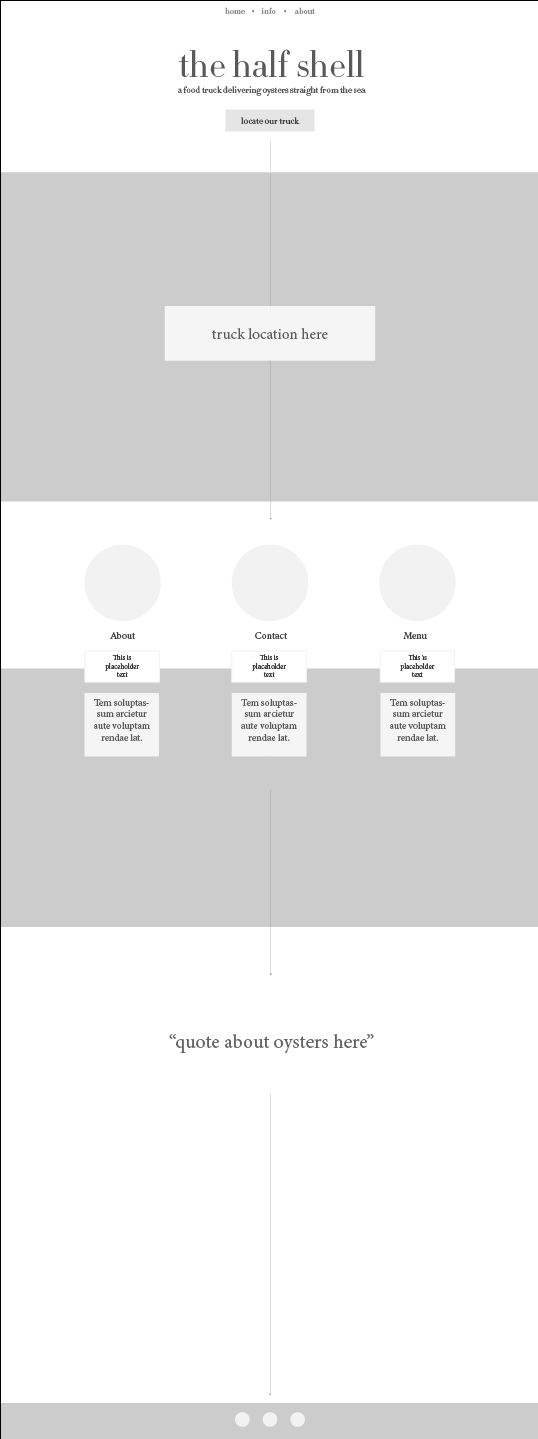 home • info • about
the half shell
a food truck delivering oysters straight from the sea
locate our truck
truck location here
About
This is
placeholder
text
Tem soluptas-
sum arcietur
aute voluptam
rendae lat.
Contact
This is
placeholder
text
Tem soluptas-
sum arcietur
aute voluptam
rendae lat.
Menu
This is
placeholder
text
Tem soluptas-
sum arcietur
aute voluptam
rendae lat.
“quote about oysters here”